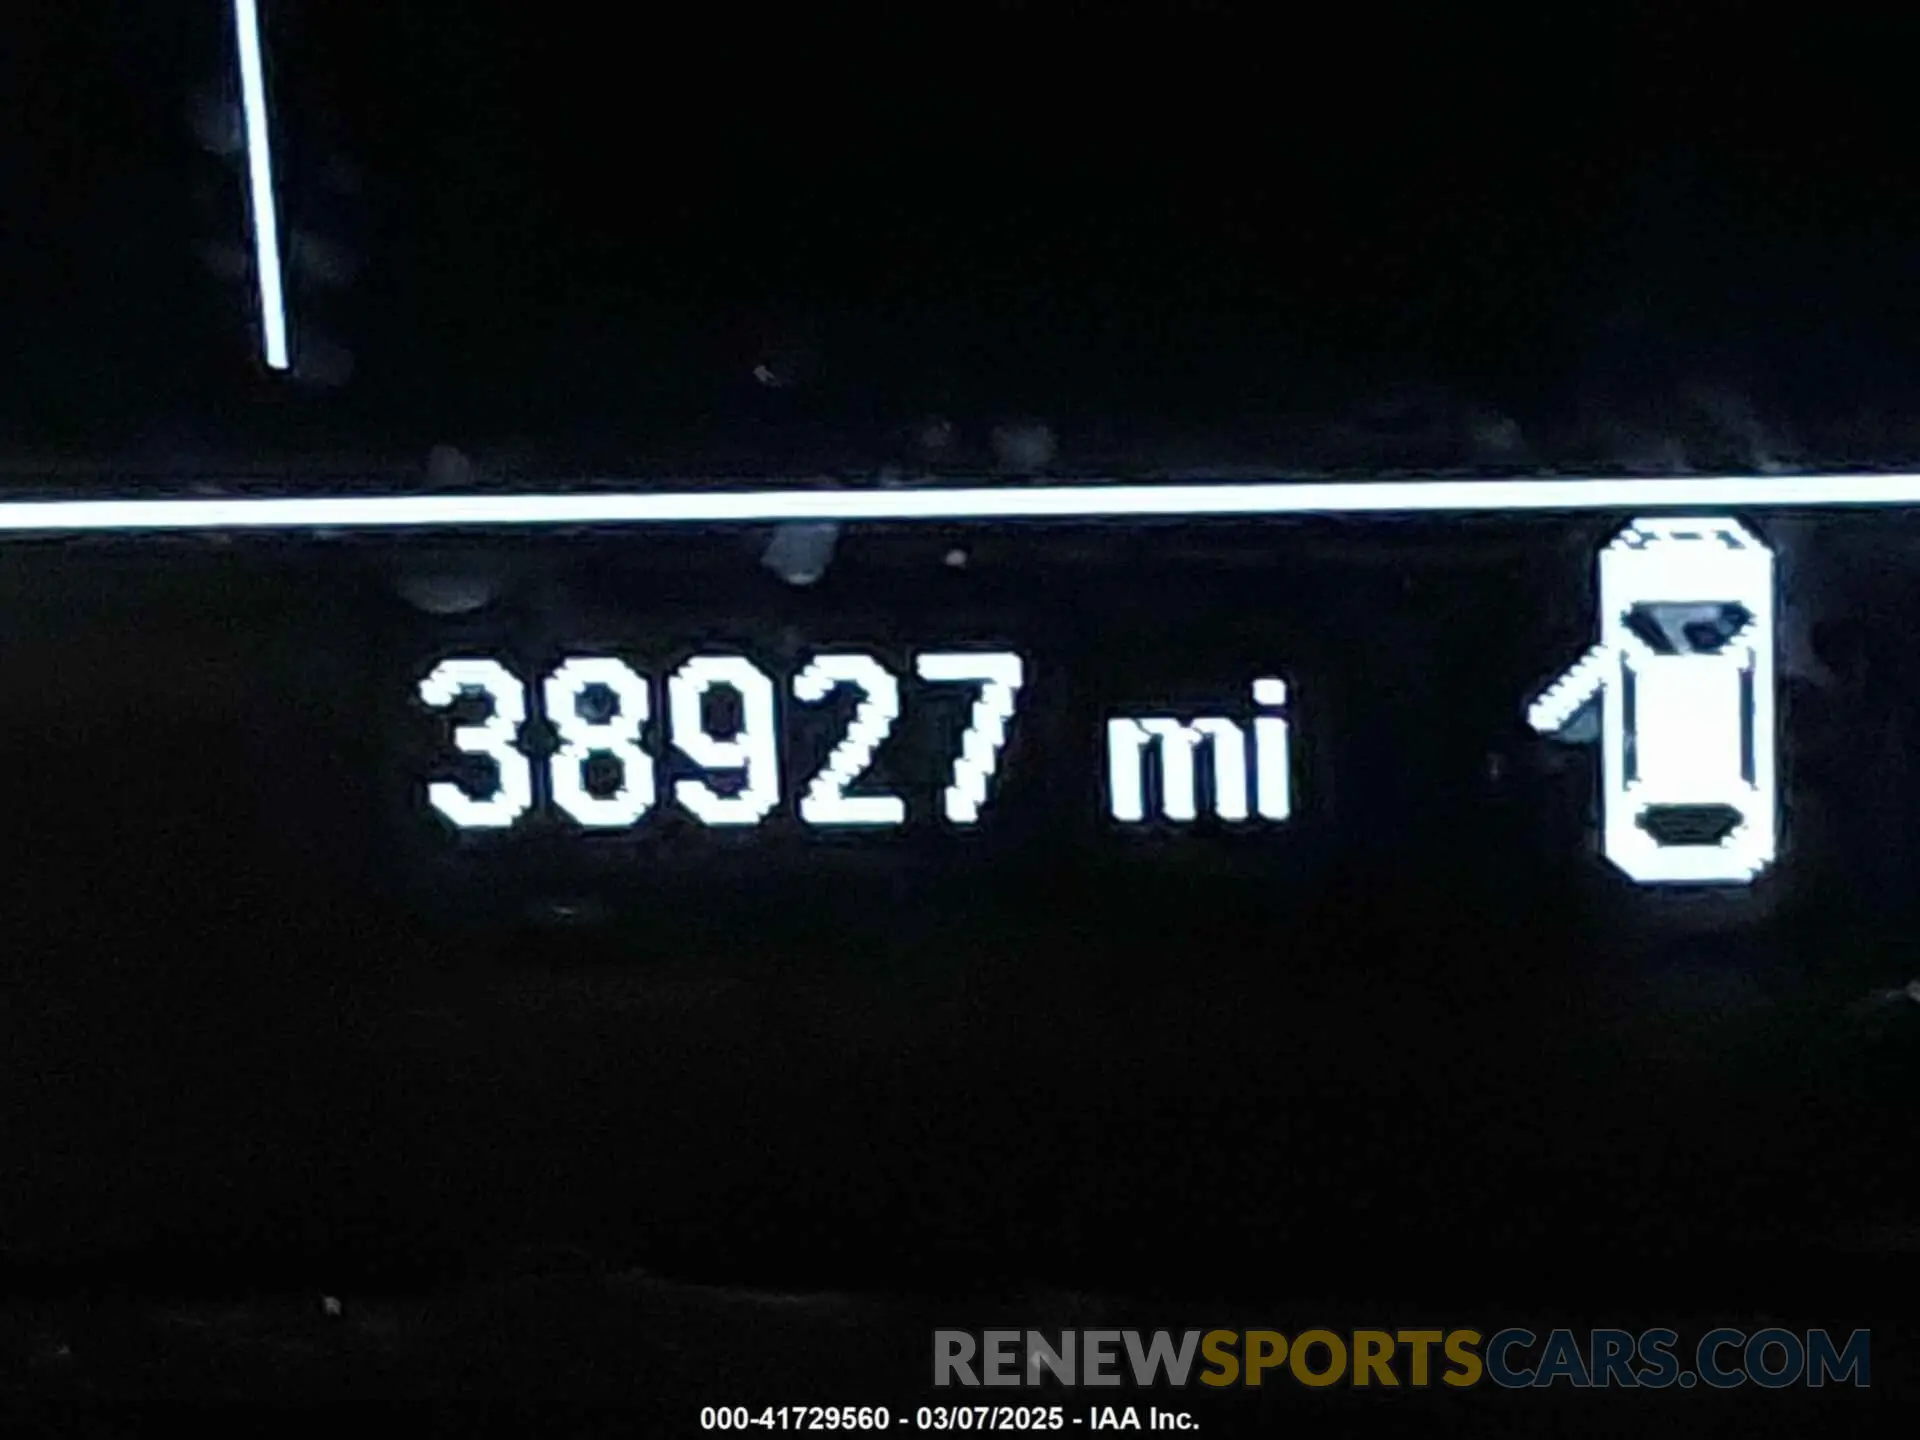 38927 mi
RENEWSPORTSCARS.COM
000-41729560 - 03/07/2025 - IAA Inc.